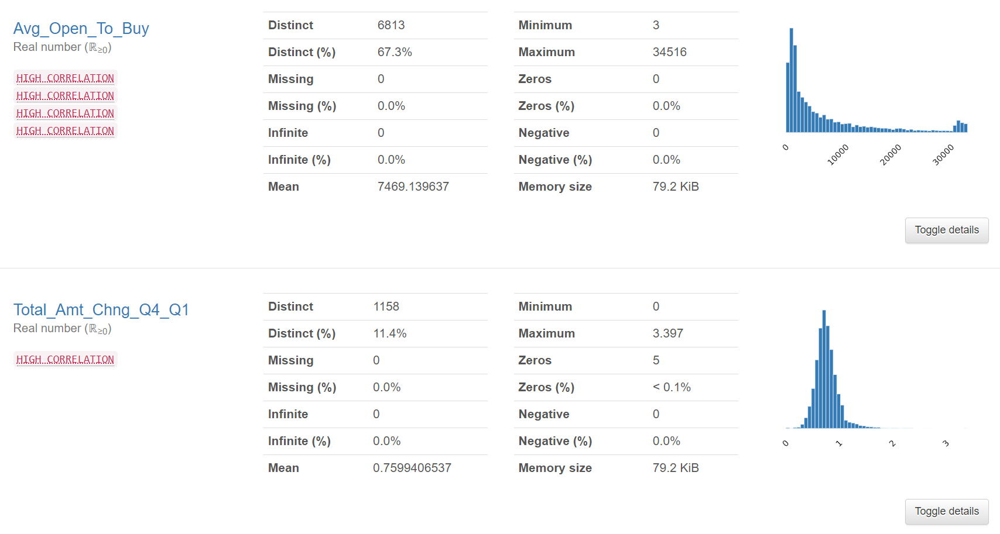 Avg_Open_To_Buy
Real number (ℝ≥0)
HIGH CORRELATION
HIGH CORRELATION
HIGH CORRELATION
HIGH CORRELATION
Distinct 6813
Distinct (%) 67.3%
Missing 0
Missing (%) 0.0%
Infinite 0
Infinite (%) 0.0%
Mean 7469.139637
Minimum 3
Maximum 34516
Zeros 0
Zeros (%) 0.0%
Negative 0
Negative (%) 0.0%
Memory size 79.2 KiB
0 10000 20000 30000
Toggle details
Total_Amt_Chng_Q4_Q1
Real number (ℝ≥0)
HIGH CORRELATION
Distinct 1158
Distinct (%) 11.4%
Missing 0
Missing (%) 0.0%
Infinite 0
Infinite (%) 0.0%
Mean 0.7599406537
Minimum 0
Maximum 3.397
Zeros 5
Zeros (%) < 0.1%
Negative 0
Negative (%) 0.0%
Memory size 79.2 KiB
0 1 2 3
Toggle details